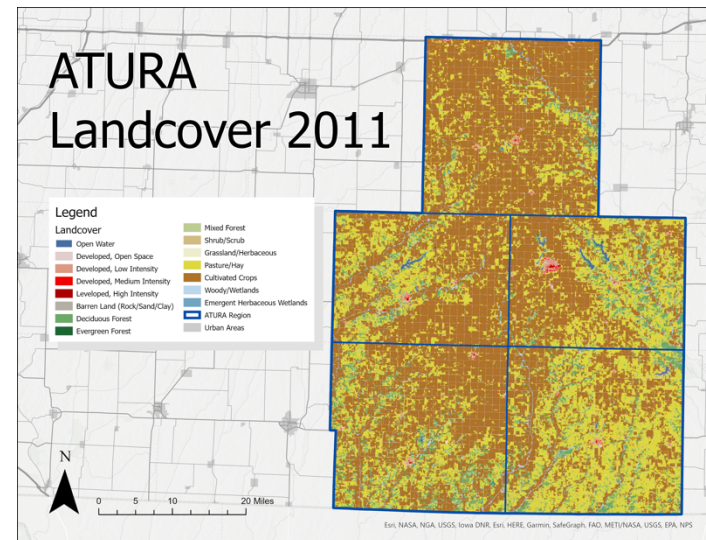 ATURA
Landcover 2011
Legend
Landcover
Open Water
Developed, Open Space
Developed, Low Intensity
Developed, Medium Intensity
Leveloped, High Intensity
Barren Land (Rock/Sand/Clay)
Deciduous Forest
Evergreen Forest
Mixed Forest
Shrub/Scrub
Grassland/Herbaceous
Pasture/Hay
Cultivated Crops
Woody/Wetlands
Emergent Herbaceous Wetlands
ATURA Region
Urban Areas
N
0 5 10 20 Miles
Esri, NASA, NGA, USGS, Iowa DNR, Esri, HERE, Garmin, SafeGraph, FAO, METI/NASA, USGS, EPA, NPS